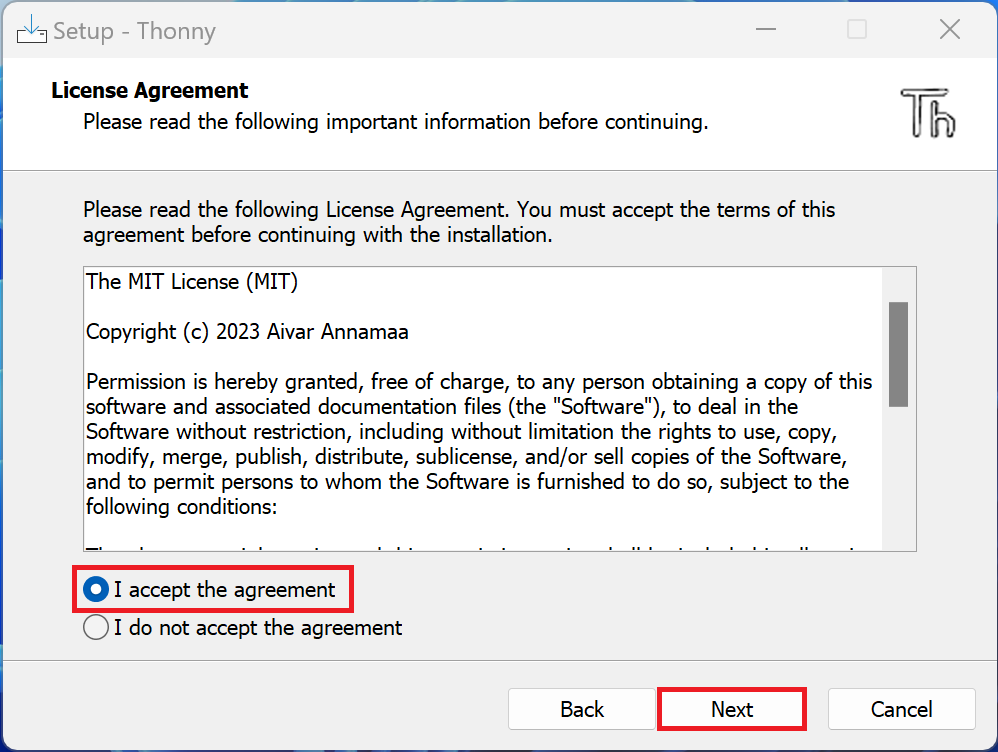 Setup - Thonny
License Agreement
Please read the following important information before continuing.
Th
Please read the following License Agreement. You must accept the terms of this
agreement before continuing with the installation.
The MIT License (MIT)
Copyright (c) 2023 Aivar Annamaa
Permission is hereby granted, free of charge, to any person obtaining a copy of this
software and associated documentation files (the "Software"), to deal in the
Software without restriction, including without limitation the rights to use, copy,
modify, merge, publish, distribute, sublicense, and/or sell copies of the Software,
and to permit persons to whom the Software is furnished to do so, subject to the
following conditions:
I accept the agreement
I do not accept the agreement
Back
Next
Cancel